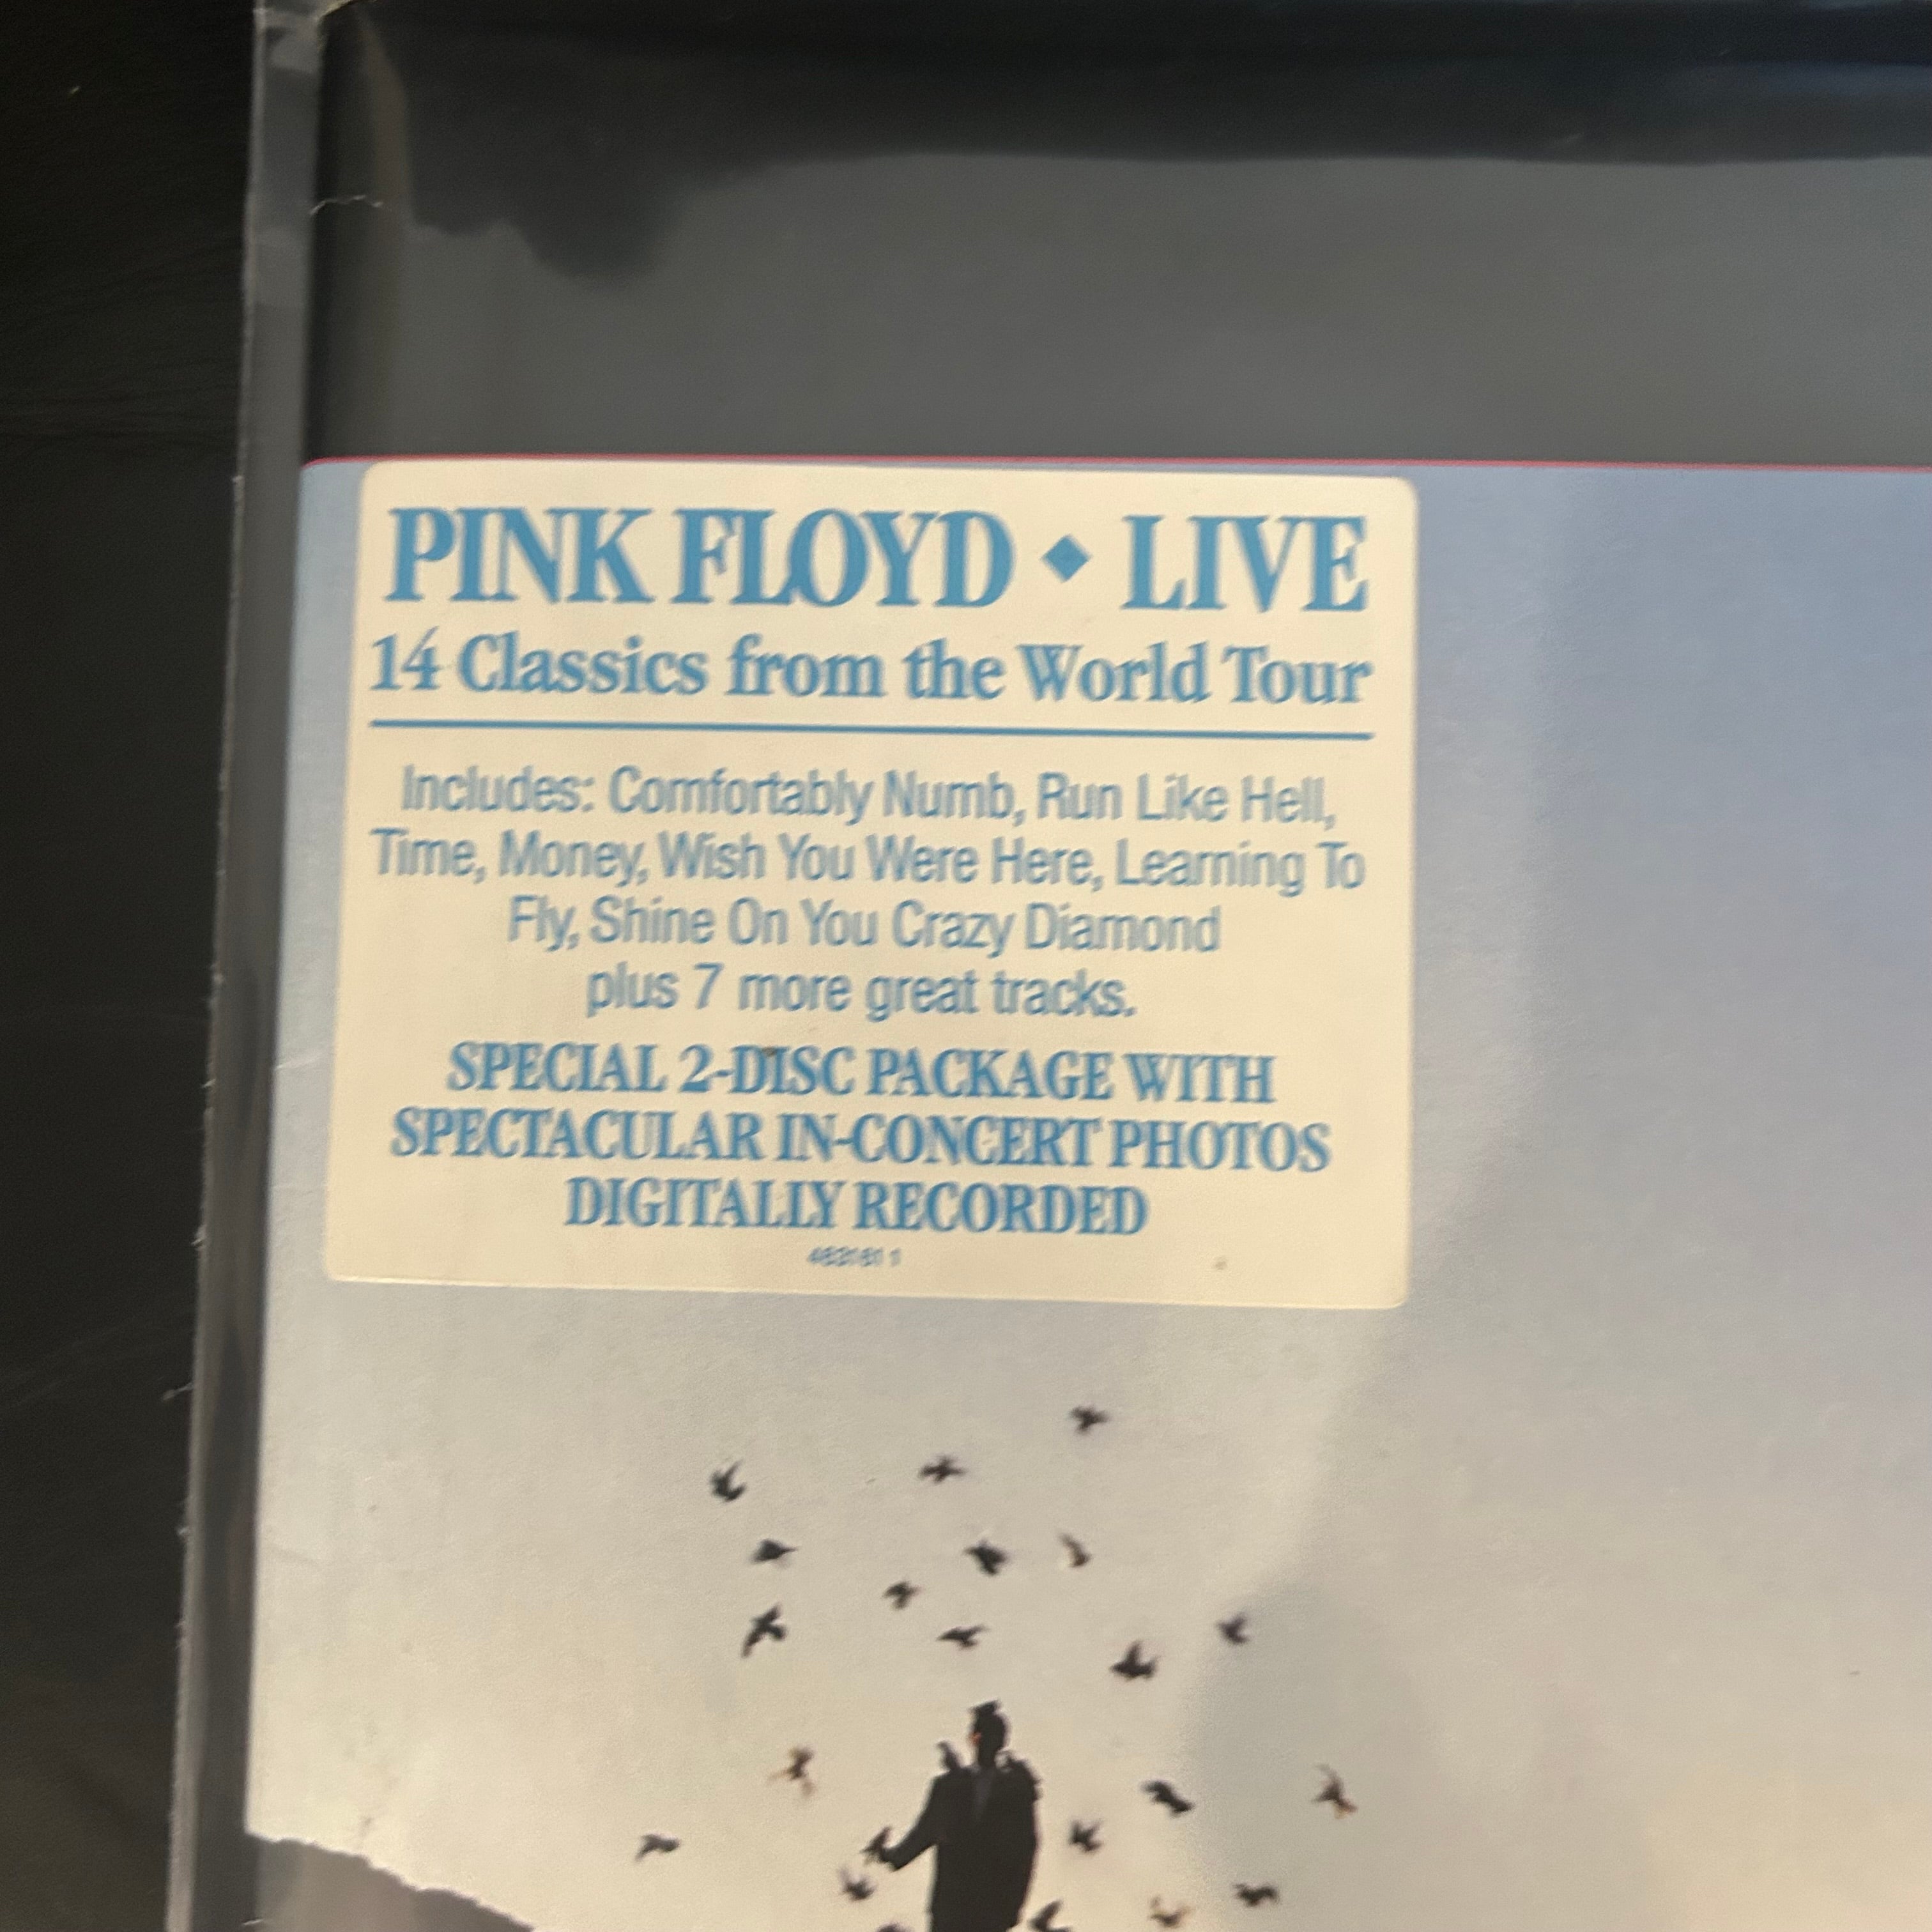 PINK FLOYD ◆ LIVE
14 Classics from the World Tour
Includes: Comfortably Numb, Run Like Hell,
Time, Money, Wish You Were Here, Learning To
Fly, Shine On You Crazy Diamond
plus 7 more great tracks.
SPECIAL 2-DISC PACKAGE WITH
SPECTACULAR IN-CONCERT PHOTOS
DIGITALLY RECORDED